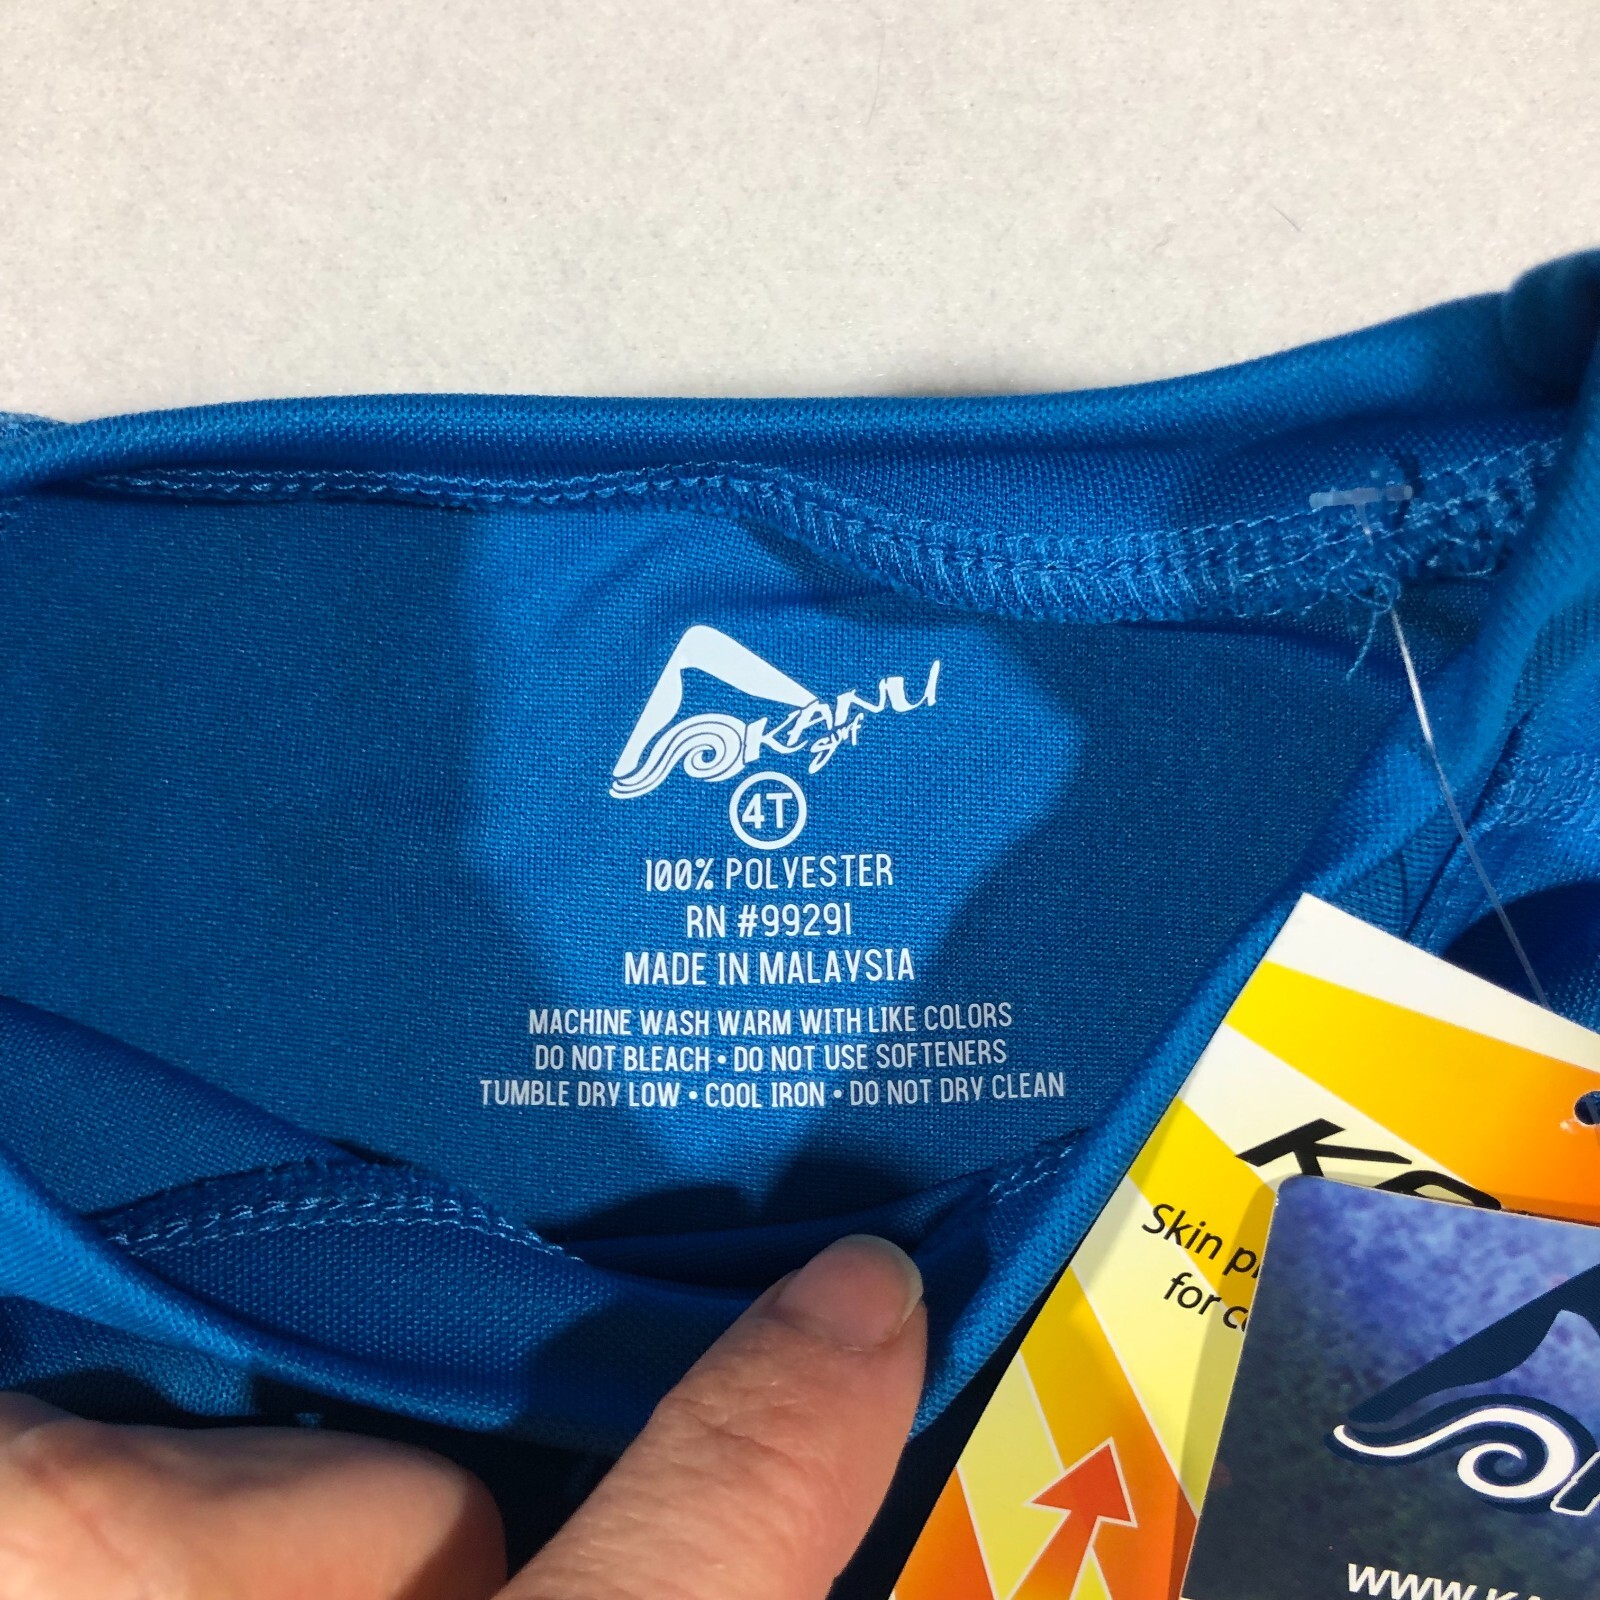 KANU
Surf
4T
100% POLYESTER
RN #99291
MADE IN MALAYSIA
MACHINE WASH WARM WITH LIKE COLORS
DO NOT BLEACH • DO NOT USE SOFTENERS
TUMBLE DRY LOW • COOL IRON • DO NOT DRY CLEAN
Skin
for